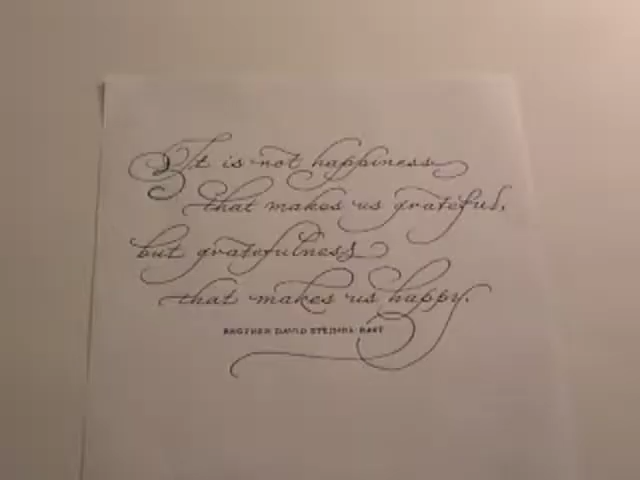 It is not happiness
that makes us grateful,
but gratefulness
that makes us happy.
BROTHER DAVID STEINDL-RAST